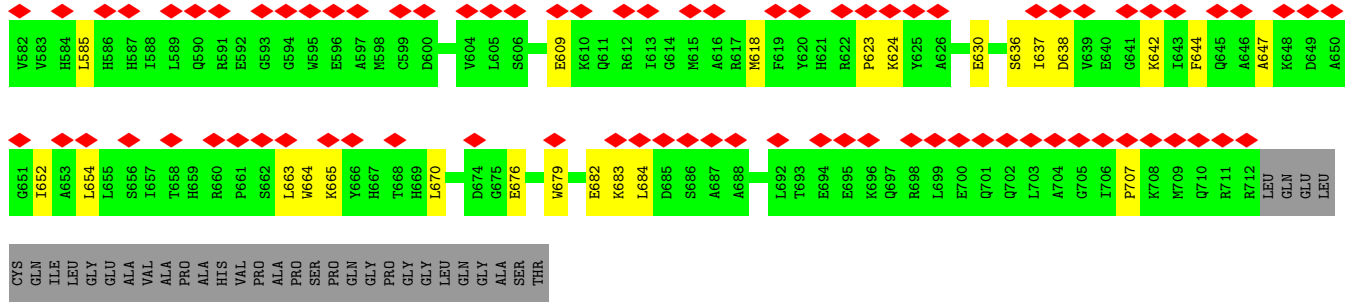 V582 V583 H584 L585 H586 H587 I588 L589 Q590 R591 E592 G593 G594 W595 E596 A597 M598 C599 D600 V604 L605 S606 E609 K610 Q611 R612 I613 G614 M615 A616 R617 M618 F619 Y620 H621 R622 P623 K624 Y625 A626 E630 S636 I637 D638 V639 E640 G641 K642 I643 F644 Q645 A646 A647 K648 D649 A650
G651 I652 A653 L654 L655 S656 I657 T658 H659 R660 P661 S662 L663 W664 K665 Y666 H667 T668 H669 L670 D674 G675 E676 W679 E682 K683 L684 D685 S686 A687 A688 L692 T693 E694 E695 K696 Q697 R698 L699 E700 Q701 Q702 L703 A704 G705 I706 P707 K708 M709 Q710 R711 R712 LEU GLN GLU LEU
CYS GLN ILE LEU GLY GLU ALA VAL ALA PRO ALA HIS VAL PRO ALA PRO SER PRO GLN GLY PRO GLY GLY LEU GLN GLY ALA SER THR